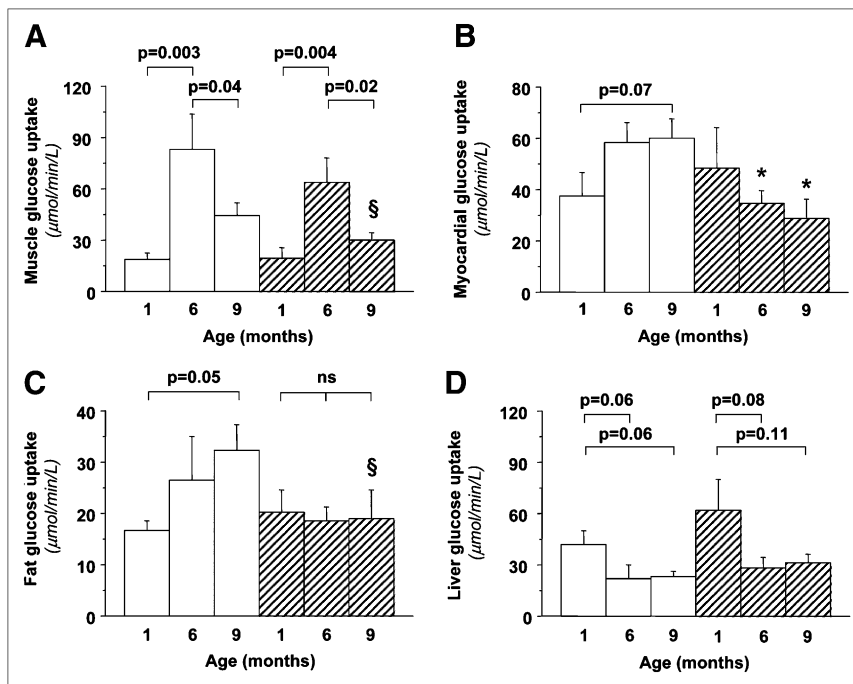 A
p=0.003
p=0.004
p=0.04
p=0.02
Muscle glucose uptake
(μmol/min/L)
120
90
60
30
0
§
1 6 9 1 6 9
Age (months)
B
p=0.07
Myocardial glucose uptake
(μmol/min/L)
80
60
40
20
0
*
*
1 6 9 1 6 9
Age (months)
C
p=0.05
ns
Fat glucose uptake
(μmol/min/L)
40
30
20
10
0
§
1 6 9 1 6 9
Age (months)
D
p=0.06
p=0.08
p=0.06
p=0.11
Liver glucose uptake
(μmol/min/L)
120
90
60
30
0
1 6 9 1 6 9
Age (months)